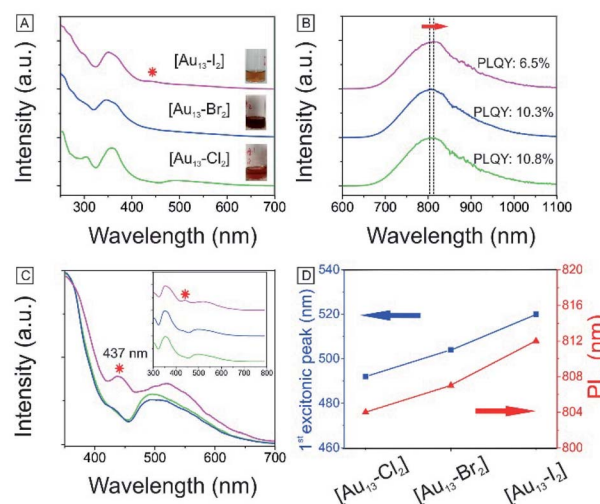 A
Intensity (a.u.)
[Au13-I2]
[Au13-Br2]
[Au13-Cl2]
300 400 500 600 700
Wavelength (nm)
B
Intensity (a.u.)
PLQY: 6.5%
PLQY: 10.3%
PLQY: 10.8%
600 700 800 900 1000 1100
Wavelength (nm)
C
Intensity (a.u.)
437 nm
300 400 500 600 700 800
400 500 600 700
Wavelength (nm)
D
1st excitonic peak (nm)
540
520
500
480
460
820
816
812
808
804
800
PL (nm)
[Au13-Cl2]
[Au13-Br2]
[Au13-I2]